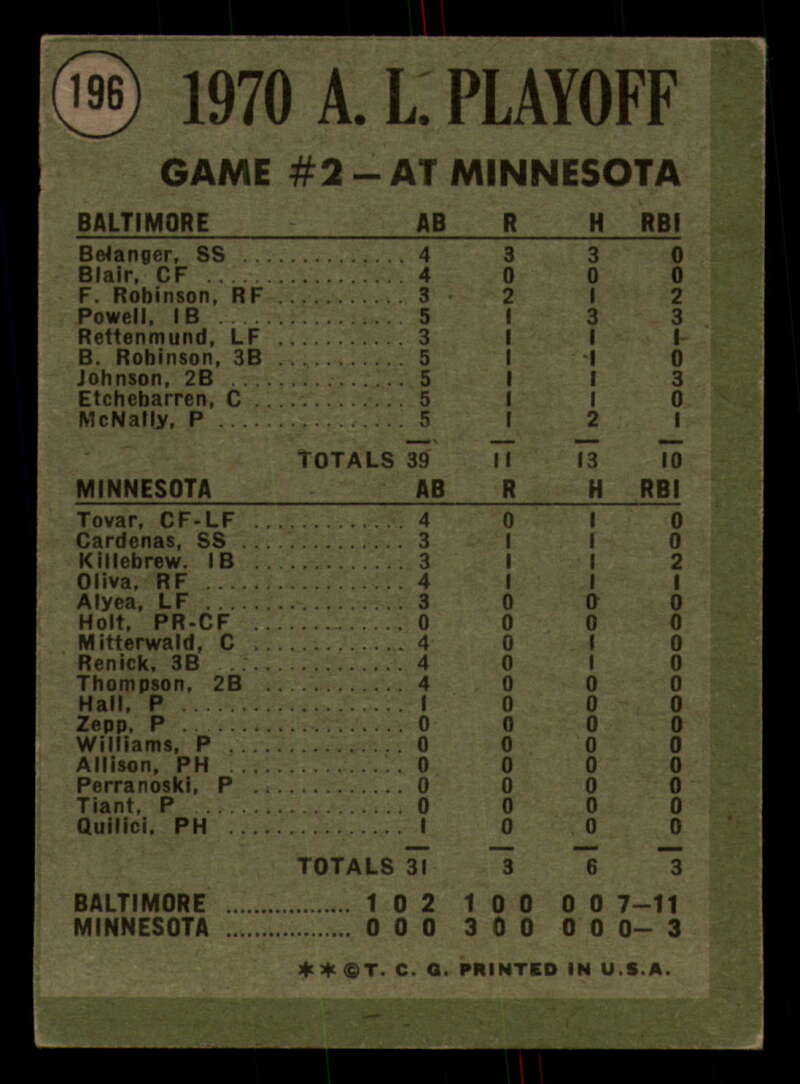 196 1970 A. L. PLAYOFF
GAME #2 – AT MINNESOTA
BALTIMORE AB R H RBI
Belanger, SS .............. 4 3 3 0
Blair, CF ................. 4 0 0 0
F. Robinson, RF ........... 3 2 1 2
Powell, 1B ................ 5 1 3 3
Rettenmund, LF ........... 3 1 1 1
B. Robinson, 3B ........... 5 1 1 0
Johnson, 2B ............... 5 1 1 3
Etchebarren, C ............. 5 1 1 0
McNally, P ................ 5 1 2 1
TOTALS 39 11 13 10
MINNESOTA AB R H RBI
Tovar, CF-LF ............. 4 0 1 0
Cardenas, SS .............. 3 1 1 0
Killebrew. 1B ............. 3 1 1 2
Oliva, RF ................. 4 1 1 1
Alyea, LF ................. 3 0 0 0
Holt, PR-CF ............. 0 0 0 0
Mitterwald, C ............. 4 0 1 0
Renick, 3B ................ 4 0 1 0
Thompson, 2B ............ 4 0 0 0
Hall, P ................... 1 0 0 0
Zepp, P ................... 0 0 0 0
Williams, P ............... 0 0 0 0
Allison, PH ............... 0 0 0 0
Perranoski, P ............. 0 0 0 0
Tiant, P .................. 0 0 0 0
Quilici, PH ............... 1 0 0 0
TOTALS 31 3 6 3
BALTIMORE .................. 1 0 2 1 0 0 0 0 7–11
MINNESOTA .................. 0 0 0 3 0 0 0 0 0– 3
**©T. C. G. PRINTED IN U.S.A.